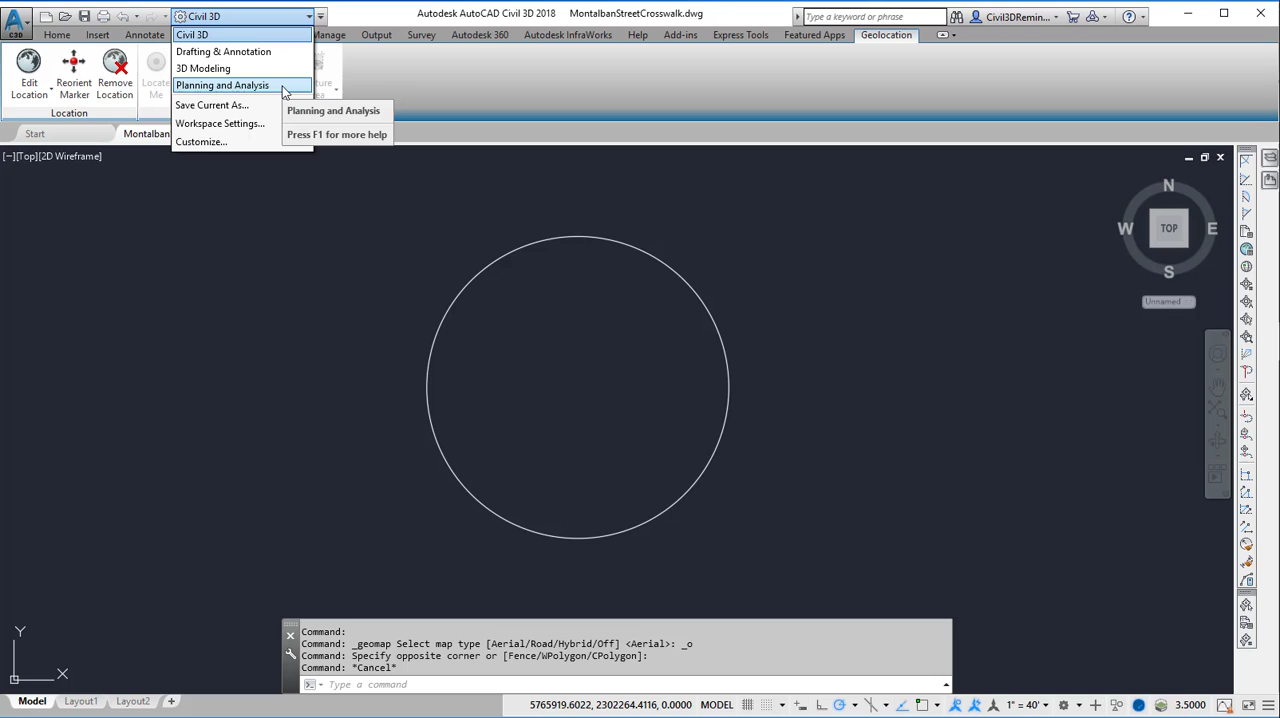 Civil 3D
Autodesk AutoCAD Civil 3D 2018 MontalbanStreetCrosswalk.dwg
Type a keyword or phrase
Civil3DRemin...
C3D
Home Insert Annotate
Manage Output Survey Autodesk 360 Autodesk InfraWorks Help Add-ins Express Tools Featured Apps Geolocation
Civil 3D
Drafting & Annotation
3D Modeling
Planning and Analysis
Save Current As...
Workspace Settings...
Customize...
Planning and Analysis
Press F1 for more help
Edit
Location
Reorient
Marker
Remove
Location
Locate
Me
Location
Start Montalban
[−][Top][2D Wireframe]
N
W TOP E
S
Unnamed
Y
X
Command:
Command: _geomap Select map type [Aerial/Road/Hybrid/Off] <Aerial>: _o
Command: Specify opposite corner or [Fence/WPolygon/CPolygon]:
Command: *Cancel*
Type a command
Model Layout1 Layout2
5765919.6022, 2302264.4116, 0.0000 MODEL 1" = 40' 3.5000